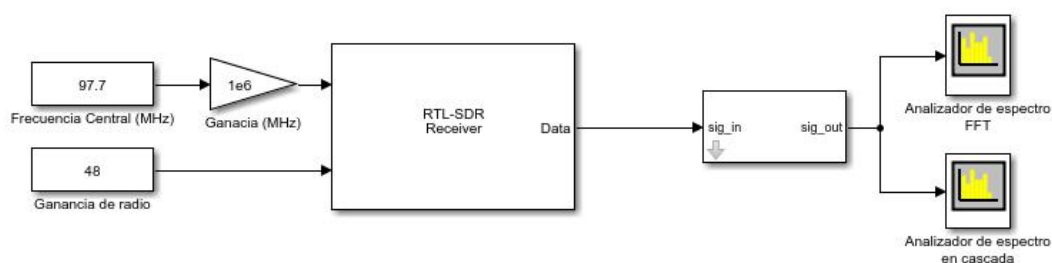 97.7
Frecuencia Central (MHz)
1e6
Ganacia (MHz)
48
Ganancia de radio
RTL-SDR
Receiver
Data
sig_in
sig_out
Analizador de espectro
FFT
Analizador de espectro
en cascada